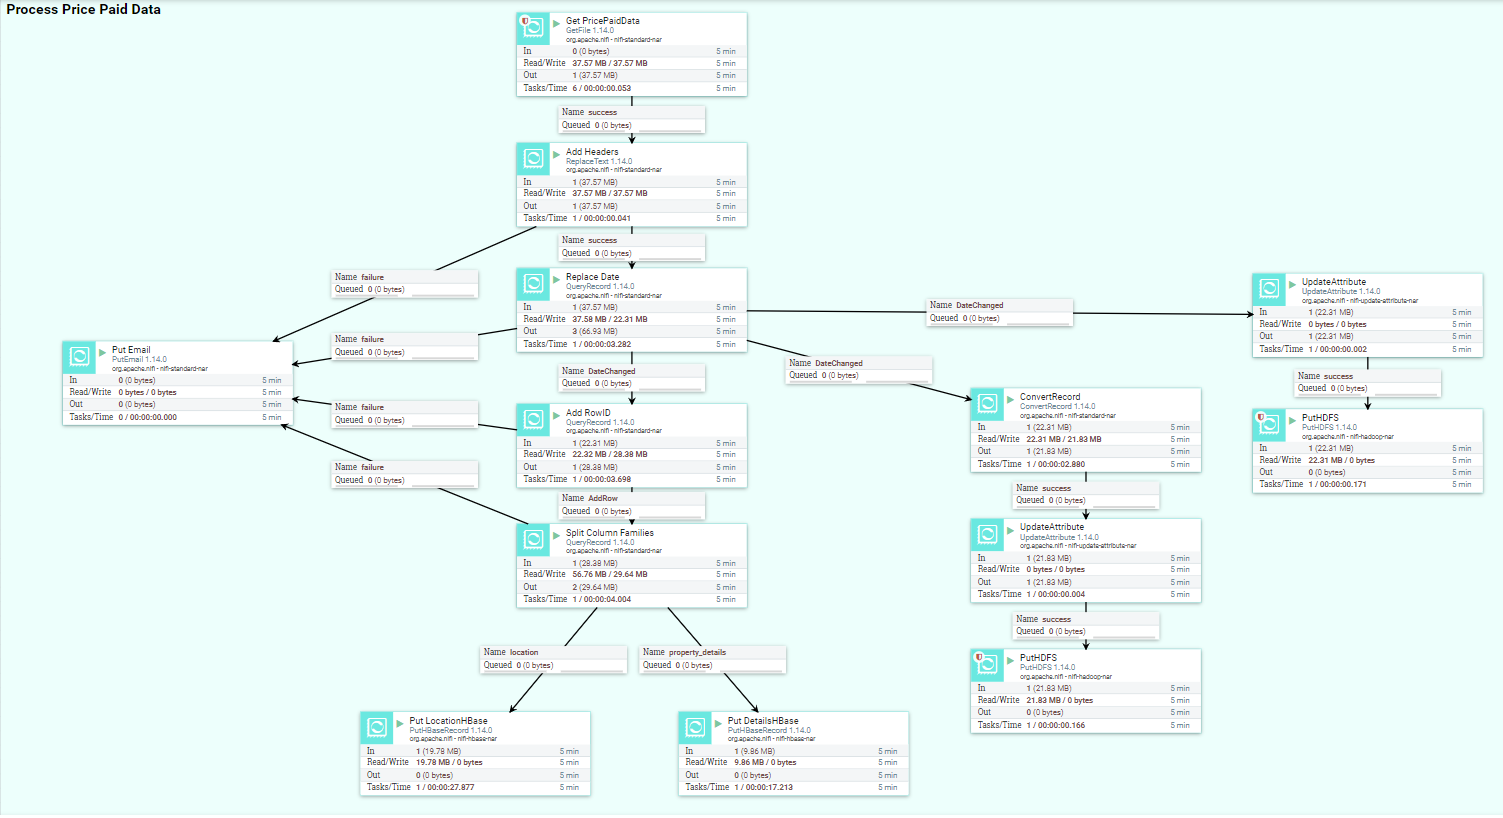 Process Price Paid Data
Get PricePaidData
GetFile 1.14.0
org.apache.nifi - nifi-standard-nar
In 0 (0 bytes) 5 min
Read/Write 37.57 MB / 37.57 MB 5 min
Out 1 (37.57 MB) 5 min
Tasks/Time 6 / 00:00:00.053 5 min
Name success
Queued 0 (0 bytes)
Add Headers
ReplaceText 1.14.0
org.apache.nifi - nifi-standard-nar
In 1 (37.57 MB) 5 min
Read/Write 37.57 MB / 37.57 MB 5 min
Out 1 (37.57 MB) 5 min
Tasks/Time 1 / 00:00:00.041 5 min
Name success
Queued 0 (0 bytes)
Name failure
Queued 0 (0 bytes)
Replace Date
QueryRecord 1.14.0
org.apache.nifi - nifi-standard-nar
In 1 (37.57 MB) 5 min
Read/Write 37.58 MB / 22.31 MB 5 min
Out 3 (66.93 MB) 5 min
Tasks/Time 1 / 00:00:03.282 5 min
Name DateChanged
Queued 0 (0 bytes)
UpdateAttribute
UpdateAttribute 1.14.0
org.apache.nifi - nifi-update-attribute-nar
In 1 (22.31 MB) 5 min
Read/Write 0 bytes / 0 bytes 5 min
Out 1 (22.31 MB) 5 min
Tasks/Time 1 / 00:00:00.002 5 min
Name failure
Queued 0 (0 bytes)
Put Email
PutEmail 1.14.0
org.apache.nifi - nifi-standard-nar
In 0 (0 bytes) 5 min
Read/Write 0 bytes / 0 bytes 5 min
Out 0 (0 bytes) 5 min
Tasks/Time 0 / 00:00:00.000 5 min
Name DateChanged
Queued 0 (0 bytes)
Name DateChanged
Queued 0 (0 bytes)
Name success
Queued 0 (0 bytes)
ConvertRecord
ConvertRecord 1.14.0
org.apache.nifi - nifi-standard-nar
In 1 (22.31 MB) 5 min
Read/Write 22.31 MB / 21.83 MB 5 min
Out 1 (21.83 MB) 5 min
Tasks/Time 1 / 00:00:02.880 5 min
PutHDFS
PutHDFS 1.14.0
org.apache.nifi - nifi-hadoop-nar
In 1 (22.31 MB) 5 min
Read/Write 22.31 MB / 0 bytes 5 min
Out 0 (0 bytes) 5 min
Tasks/Time 1 / 00:00:00.171 5 min
Name failure
Queued 0 (0 bytes)
Add RowID
QueryRecord 1.14.0
org.apache.nifi - nifi-standard-nar
In 1 (22.31 MB) 5 min
Read/Write 22.32 MB / 28.38 MB 5 min
Out 1 (28.38 MB) 5 min
Tasks/Time 1 / 00:00:03.698 5 min
Name failure
Queued 0 (0 bytes)
Name AddRow
Queued 0 (0 bytes)
Name success
Queued 0 (0 bytes)
Split Column Families
QueryRecord 1.14.0
org.apache.nifi - nifi-standard-nar
In 1 (28.38 MB) 5 min
Read/Write 56.76 MB / 29.64 MB 5 min
Out 2 (29.64 MB) 5 min
Tasks/Time 1 / 00:00:04.004 5 min
UpdateAttribute
UpdateAttribute 1.14.0
org.apache.nifi - nifi-update-attribute-nar
In 1 (21.83 MB) 5 min
Read/Write 0 bytes / 0 bytes 5 min
Out 1 (21.83 MB) 5 min
Tasks/Time 1 / 00:00:00.004 5 min
Name success
Queued 0 (0 bytes)
Name location
Queued 0 (0 bytes)
Name property_details
Queued 0 (0 bytes)
PutHDFS
PutHDFS 1.14.0
org.apache.nifi - nifi-hadoop-nar
In 1 (21.83 MB) 5 min
Read/Write 21.83 MB / 0 bytes 5 min
Out 0 (0 bytes) 5 min
Tasks/Time 1 / 00:00:00.166 5 min
Put LocationHBase
PutHBaseRecord 1.14.0
org.apache.nifi - nifi-hbase-nar
In 1 (19.78 MB) 5 min
Read/Write 19.78 MB / 0 bytes 5 min
Out 0 (0 bytes) 5 min
Tasks/Time 1 / 00:00:27.877 5 min
Put DetailsHBase
PutHBaseRecord 1.14.0
org.apache.nifi - nifi-hbase-nar
In 1 (9.86 MB) 5 min
Read/Write 9.86 MB / 0 bytes 5 min
Out 0 (0 bytes) 5 min
Tasks/Time 1 / 00:00:17.213 5 min